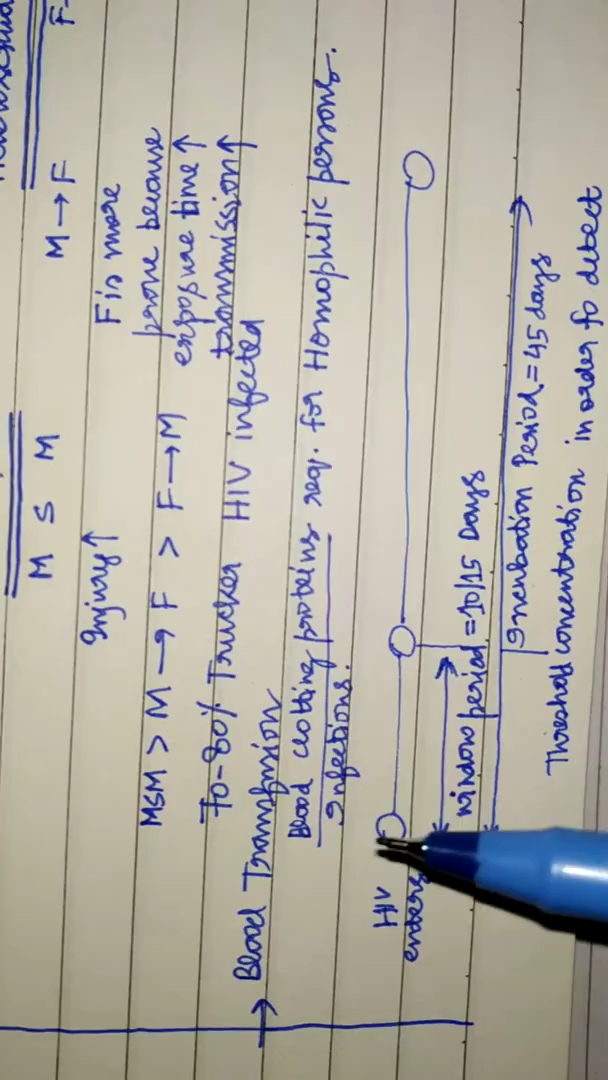 M S M M → F F-
Injury↑ F is more
prone because
MSM > M → F > F → M exposure time↑
transmission↑
70-80% Trucker HIV infected
→ Blood Transfusion
Blood clotting proteins req. for Homophilic persons.
Infections.
HIV
enters
window period = 10/15 Days
Incubation Period = 45 days
Threshold concentration in order to detect